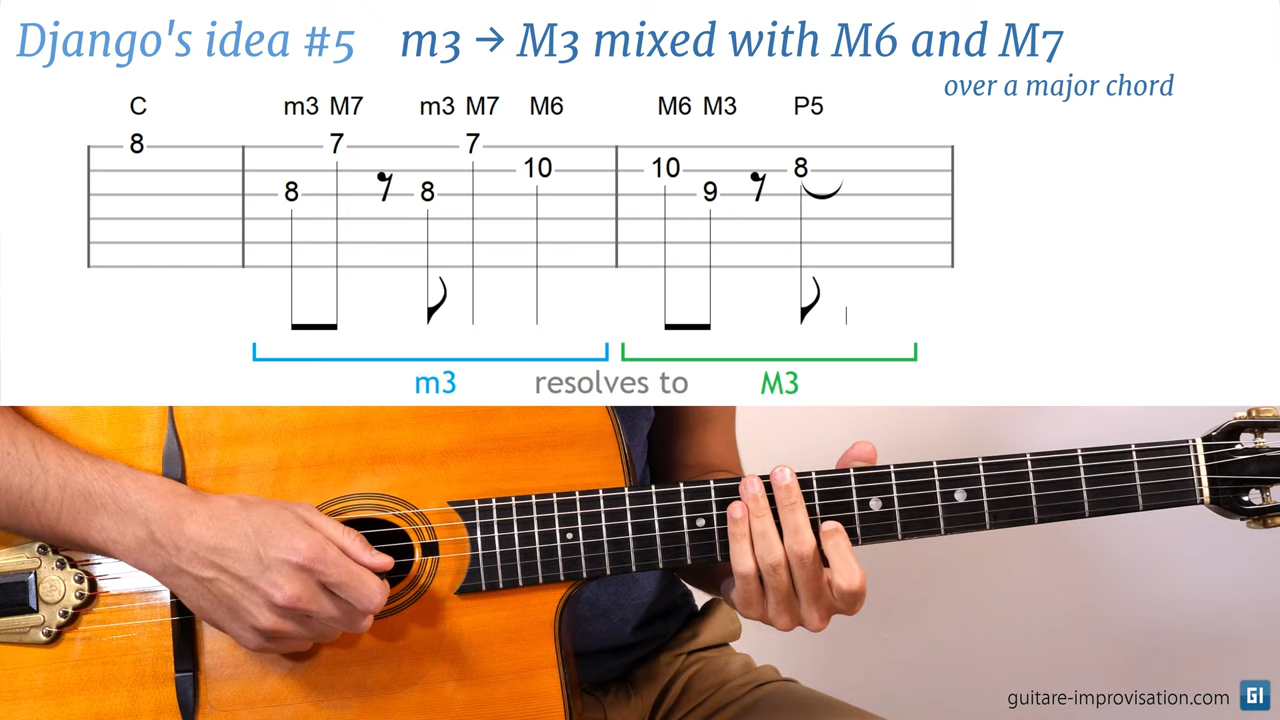 Django's idea #5 m3 → M3 mixed with M6 and M7
over a major chord
C m3 M7 m3 M7 M6 M6 M3 P5
8 7 7
10 10 8
8 8 9
m3 resolves to M3
guitare-improvisation.com GI